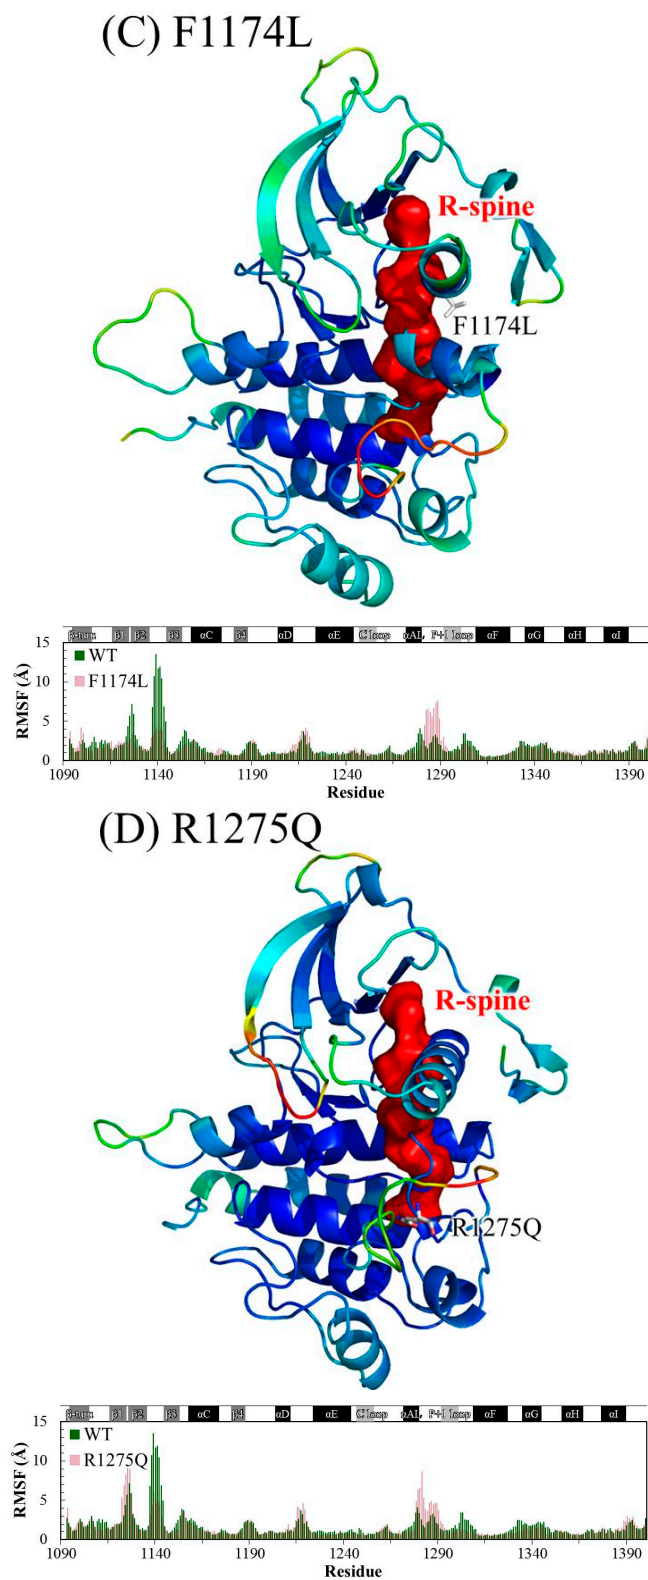 (C) F1174L
R-spine
F1174L
β-turn β1 β2 β3 αC β4 αD αE C loop αAL, P+1 loop αF αG αH αI
15
10
5
0
RMSF (Å)
WT
F1174L
1090 1140 1190 1240 1290 1340 1390
Residue
(D) R1275Q
R-spine
R1275Q
β-turn β1 β2 β3 αC β4 αD αE C loop αAL, P+1 loop αF αG αH αI
15
10
5
0
RMSF (Å)
WT
R1275Q
1090 1140 1190 1240 1290 1340 1390
Residue